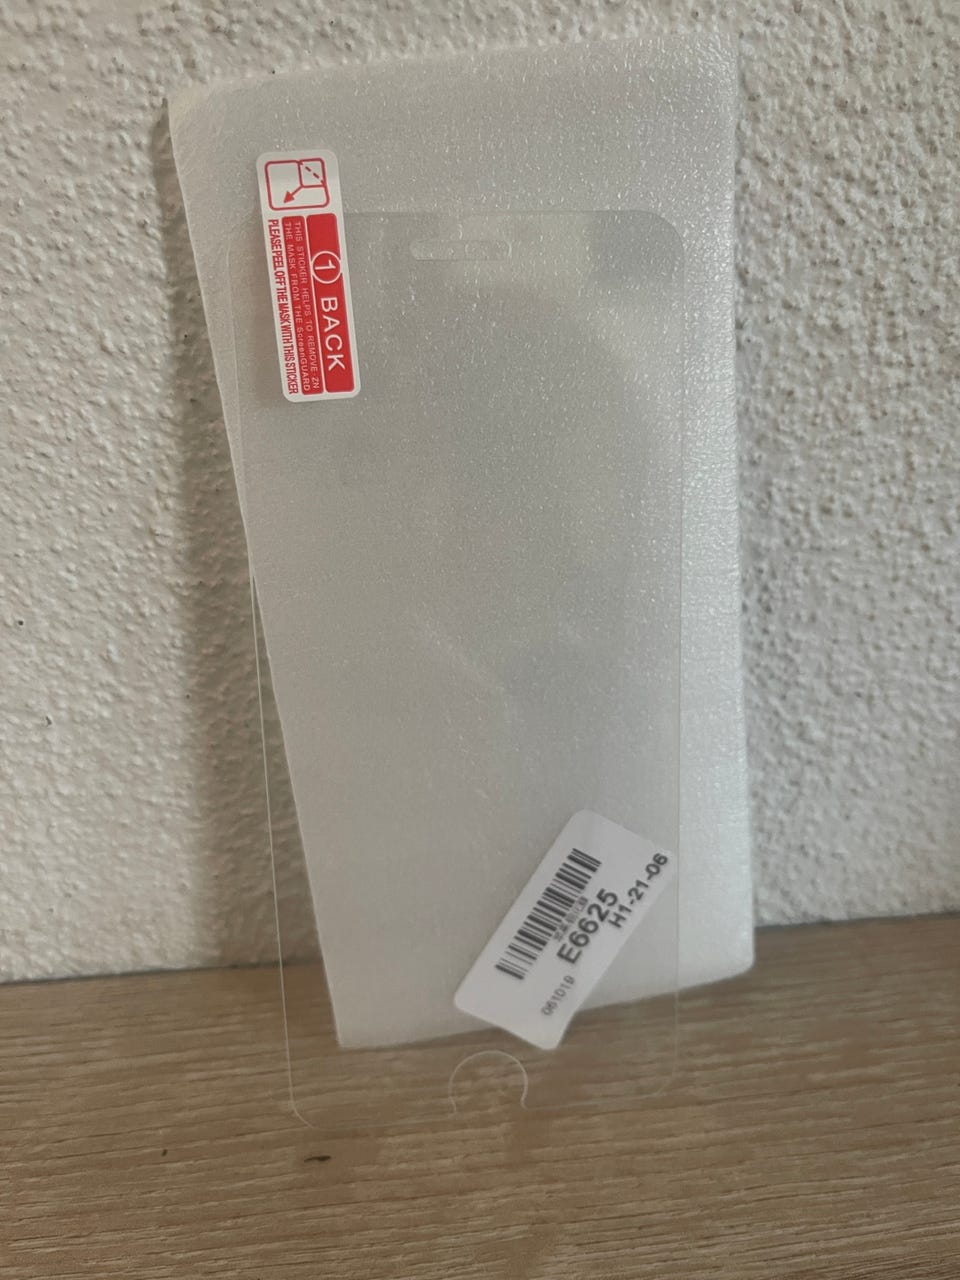 ① BACK
THIS STICKER HELPS TO REMOVE ZN
THE MASK FROM THE ScreenGUARD
PLEASE PEEL OFF THE MASK WITH THIS STICKER
E6625
H1-21-06
061019